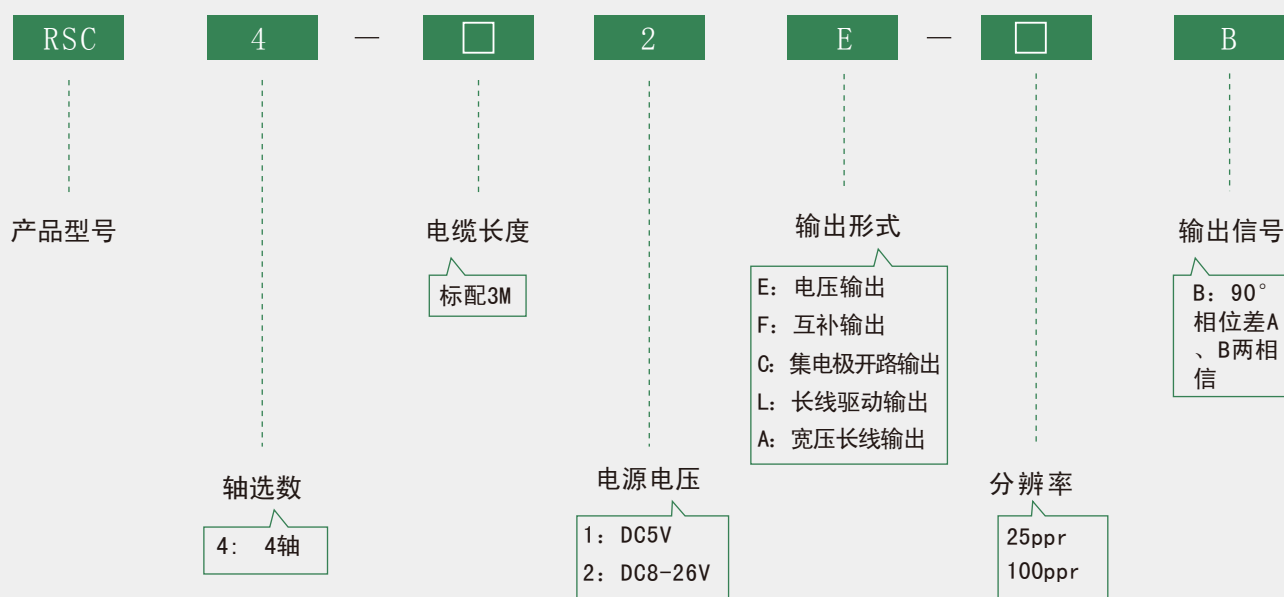 RSC 4 — □ 2 E — □ B
产品型号
电缆长度
标配3M
输出形式
E: 电压输出
F: 互补输出
C: 集电极开路输出
L: 长线驱动输出
A: 宽压长线输出
输出信号
B: 90°
相位差A
、B两相
信
轴选数
4: 4轴
电源电压
1: DC5V
2: DC8-26V
分辨率
25ppr
100ppr